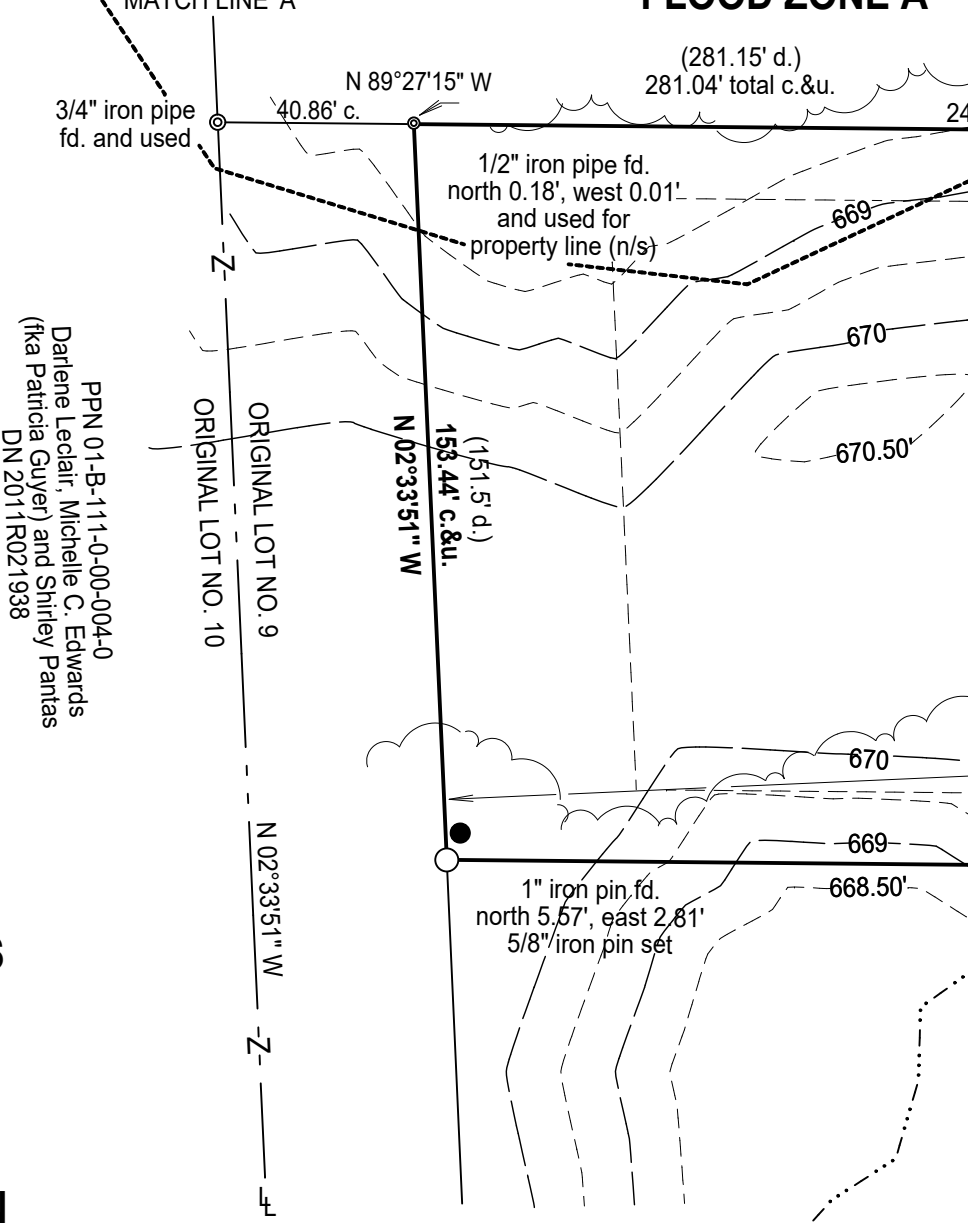 MATCH LINE 'A'
FLOOD ZONE A
(281.15' d.)
281.04' total c.&u.
N 89°27'15" W
40.86' c.
24
3/4" iron pipe
fd. and used
1/2" iron pipe fd.
north 0.18', west 0.01'
and used for
property line (n/s)
669
670
670.50'
-Z-
PPN 01-B-111-0-00-004-0
Darlene Leclair, Michelle C. Edwards
(fka Patricia Guyer) and Shirley Pantas
DN 2011R021938
ORIGINAL LOT NO. 10
ORIGINAL LOT NO. 9
N 02°33'51" W
153.44' c.&u.
(151.5' d.)
670
669
668.50'
1" iron pin fd.
north 5.57', east 2.81'
5/8" iron pin set
N 02°33'51" W
-Z-